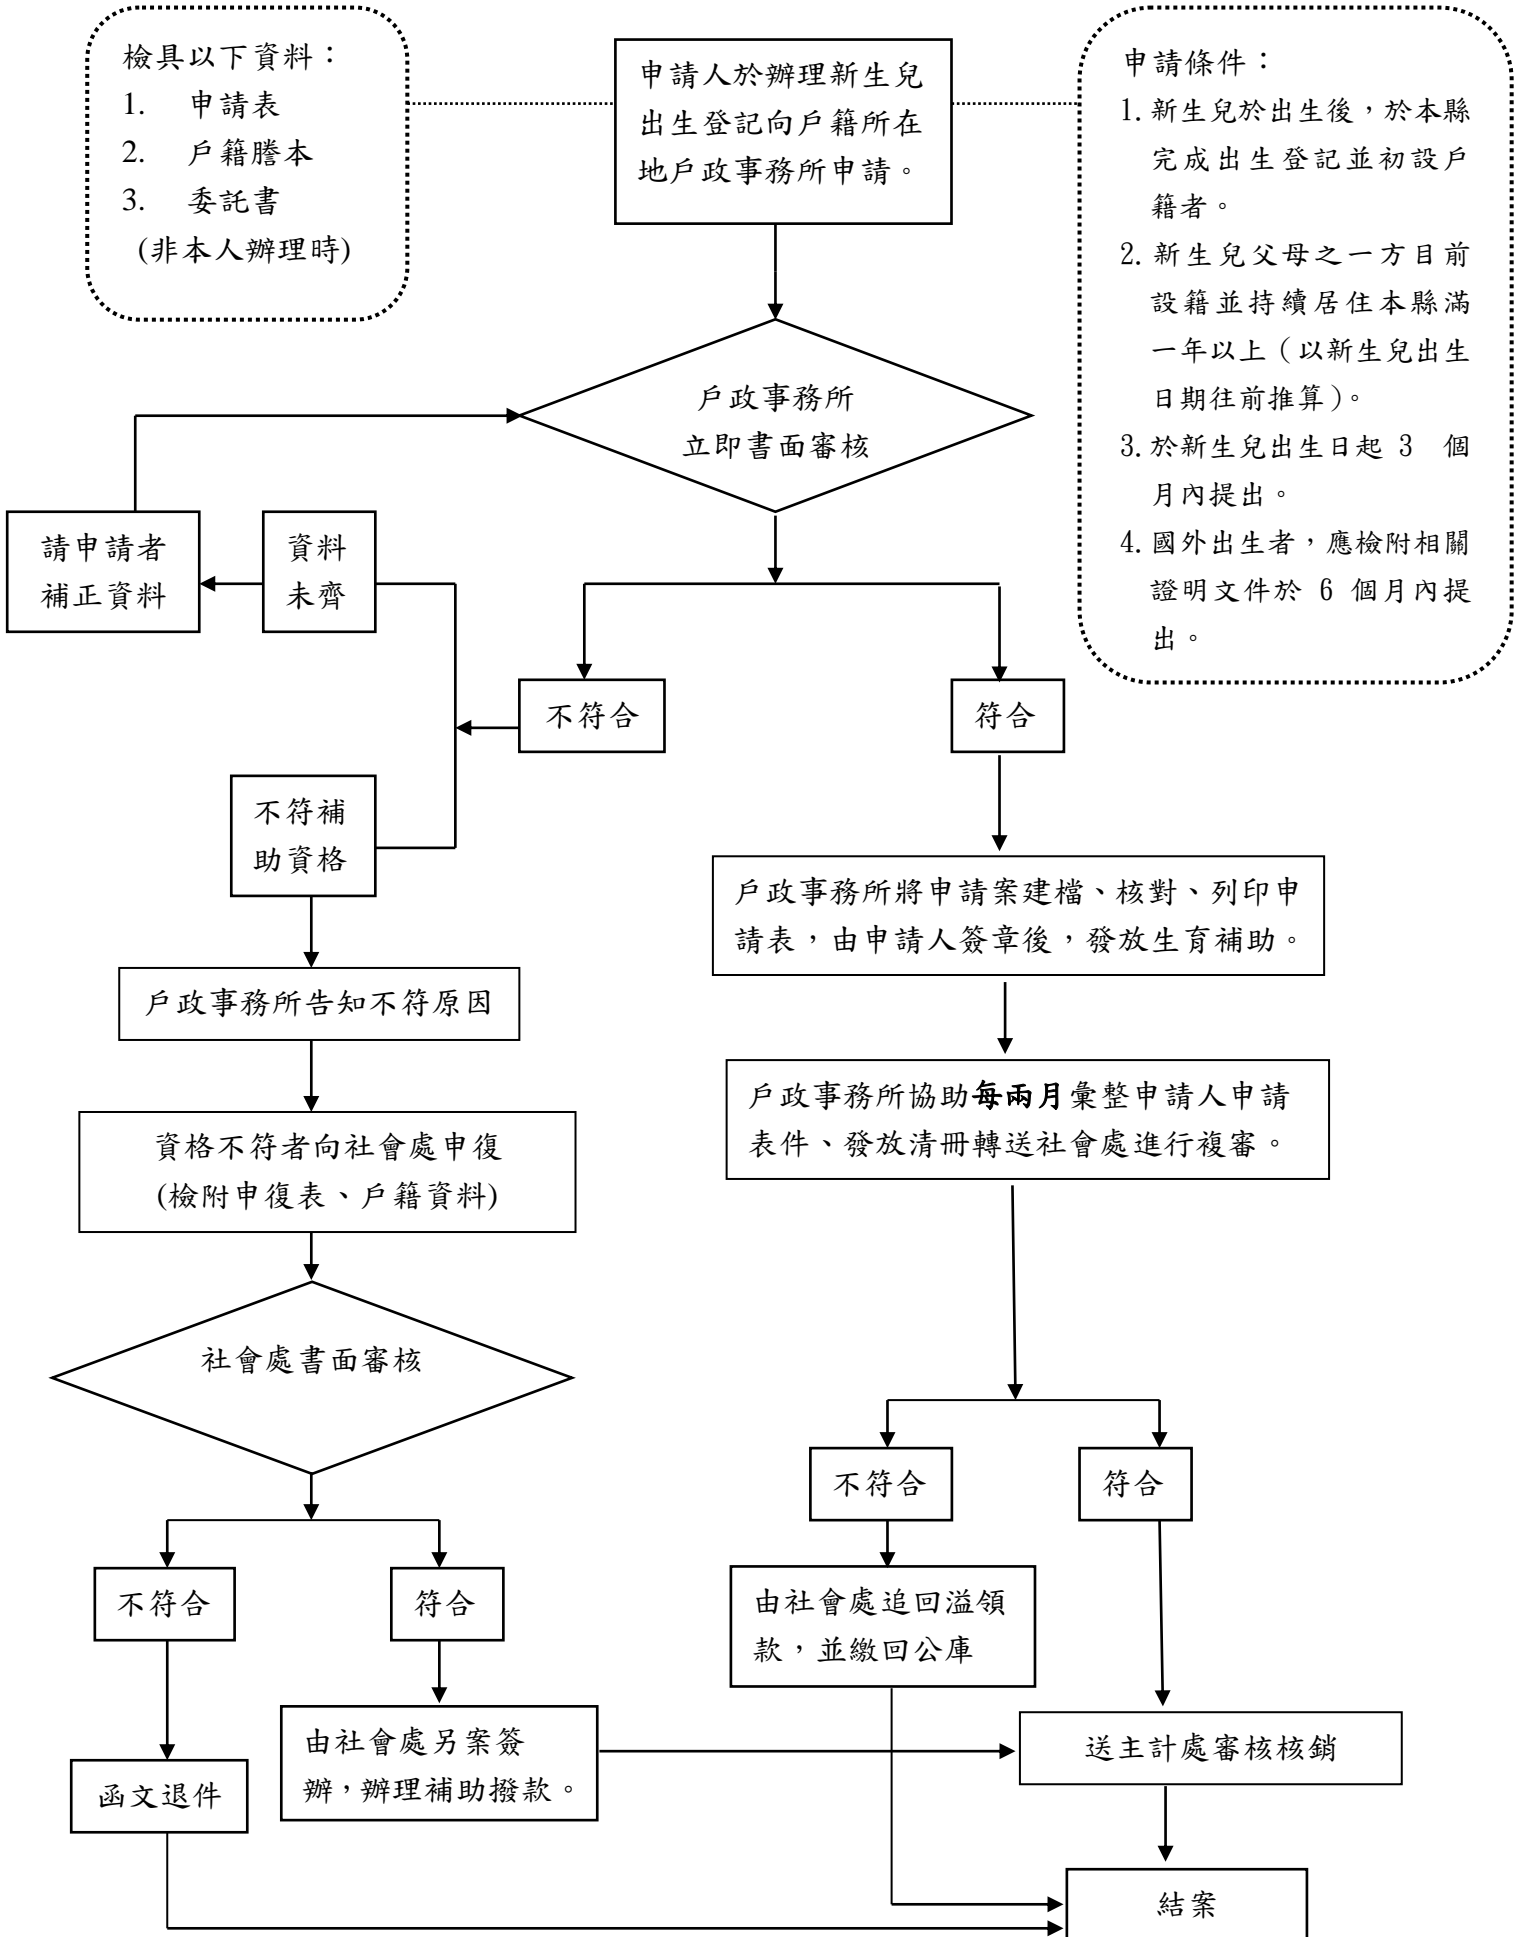 檢具以下資料：
1. 申請表
2. 戶籍謄本
3. 委託書
(非本人辦理時)
申請人於辦理新生兒
出生登記向戶籍所在
地戶政事務所申請。
申請條件：
1. 新生兒於出生後，於本縣
完成出生登記並初設戶
籍者。
2. 新生兒父母之一方目前
設籍並持續居住本縣滿
一年以上（以新生兒出生
日期往前推算）。
3. 於新生兒出生日起 3 個
月內提出。
4. 國外出生者，應檢附相關
證明文件於 6 個月內提
出。
戶政事務所
立即書面審核
請申請者
補正資料
資料
未齊
不符合
符合
不符補
助資格
戶政事務所將申請案建檔、核對、列印申
請表，由申請人簽章後，發放生育補助。
戶政事務所告知不符原因
戶政事務所協助每兩月彙整申請人申請
表件、發放清冊轉送社會處進行複審。
資格不符者向社會處申復
(檢附申復表、戶籍資料)
社會處書面審核
不符合
符合
不符合
符合
由社會處追回溢領
款，並繳回公庫
由社會處另案簽
辦，辦理補助撥款。
送主計處審核核銷
函文退件
結案